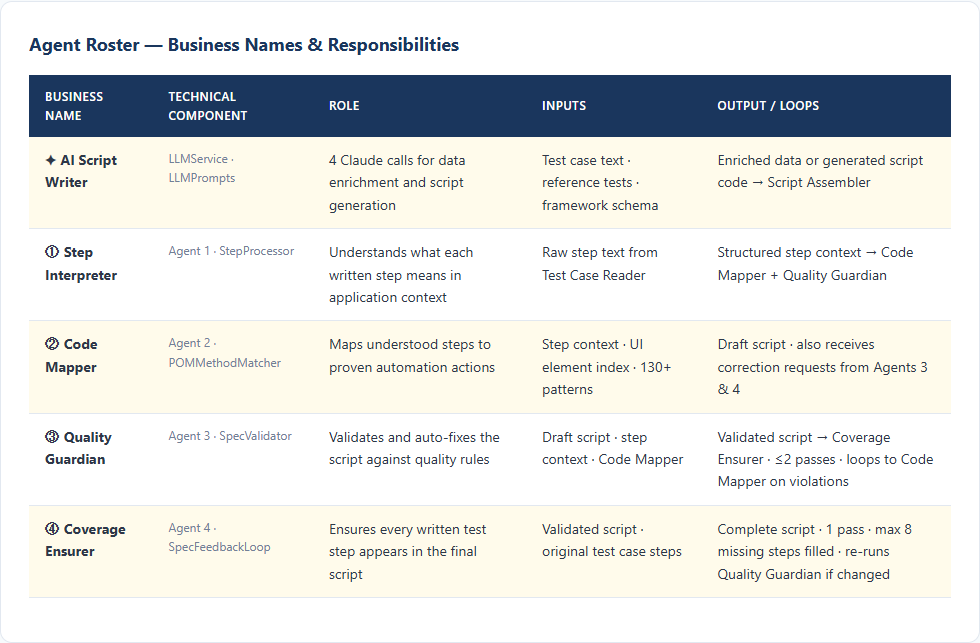 Agent Roster — Business Names & Responsibilities
BUSINESS NAME
TECHNICAL COMPONENT
ROLE
INPUTS
OUTPUT / LOOPS
✦ AI Script
Writer
LLMService ·
LLMPrompts
4 Claude calls for data
enrichment and script
generation
Test case text ·
reference tests ·
framework schema
Enriched data or generated script
code → Script Assembler
① Step
Interpreter
Agent 1 · StepProcessor
Understands what each
written step means in
application context
Raw step text from
Test Case Reader
Structured step context → Code
Mapper + Quality Guardian
② Code
Mapper
Agent 2 ·
POMMethodMatcher
Maps understood steps to
proven automation actions
Step context · UI
element index · 130+
patterns
Draft script · also receives
correction requests from Agents 3
& 4
③ Quality
Guardian
Agent 3 · SpecValidator
Validates and auto-fixes the
script against quality rules
Draft script · step
context · Code Mapper
Validated script → Coverage
Ensurer · ≤2 passes · loops to Code
Mapper on violations
④ Coverage
Ensurer
Agent 4 ·
SpecFeedbackLoop
Ensures every written test
step appears in the final
script
Validated script ·
original test case steps
Complete script · 1 pass · max 8
missing steps filled · re-runs
Quality Guardian if changed